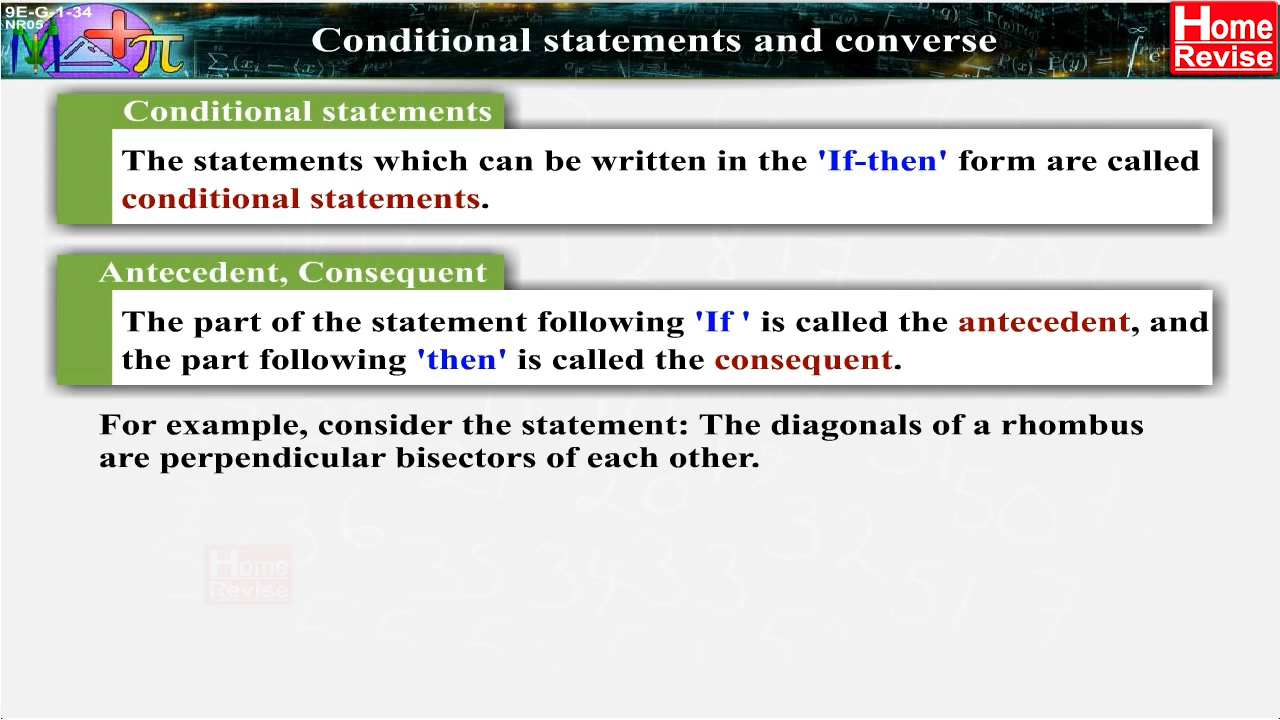 9E-G-1-34
NR05
Conditional statements and converse
Home
Revise
Conditional statements
The statements which can be written in the 'If-then' form are called
conditional statements.
Antecedent, Consequent
The part of the statement following 'If ' is called the antecedent, and
the part following 'then' is called the consequent.
For example, consider the statement: The diagonals of a rhombus
are perpendicular bisectors of each other.
Home
Revise